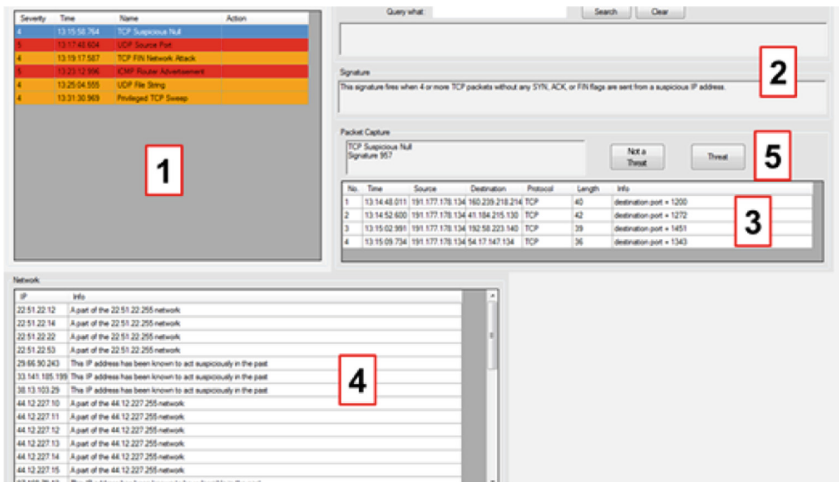 Severity Time Name Action
4 13:15:58.764 TCP Suspicious Null
5 13:17:48.604 UDP Source Port
4 13:19:17.587 TCP FIN Network Attack
5 13:23:12.996 ICMP Router Advertisement
4 13:25:04.555 UDP File String
4 13:31:30.969 Privileged TCP Sweep
1
Query what: Search Clear
2
Signature
This signature fires when 4 or more TCP packets without any SYN, ACK, or FIN flags are sent from a suspicious IP address.
Packet Capture
TCP Suspicious Null
Signature 957
Not a Threat
Threat
5
No. Time Source Destination Protocol Length Info
1 13:14:48.011 191.177.178.134 160.239.218.214 TCP 40 destination port = 1200
2 13:14:52.600 191.177.178.134 41.184.215.130 TCP 42 destination port = 1272
3 13:15:02.991 191.177.178.134 192.58.223.140 TCP 39 destination port = 1451
4 13:15:09.734 191.177.178.134 54.17.147.134 TCP 36 destination port = 1343
3
Network
IP Info
22.51.22.12 A part of the 22.51.22.255 network
22.51.22.14 A part of the 22.51.22.255 network
22.51.22.22 A part of the 22.51.22.255 network
22.51.22.53 A part of the 22.51.22.255 network
29.66.90.243 This IP address has been known to act suspiciously in the past
33.141.185.199 This IP address has been known to act suspiciously in the past
38.13.103.29 This IP address has been known to act suspiciously in the past
44.12.227.10 A part of the 44.12.227.255 network
44.12.227.11 A part of the 44.12.227.255 network
44.12.227.12 A part of the 44.12.227.255 network
44.12.227.13 A part of the 44.12.227.255 network
44.12.227.14 A part of the 44.12.227.255 network
44.12.227.15 A part of the 44.12.227.255 network
4